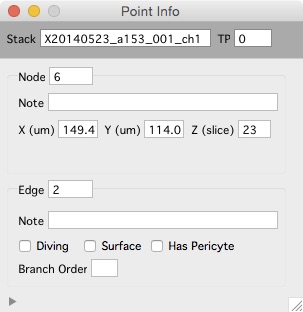 Point Info
Stack X20140523_a153_001_ch1 TP 0
Node 6
Note
X (um) 149.4 Y (um) 114.0 Z (slice) 23
Edge 2
Note
Diving Surface Has Pericyte
Branch Order